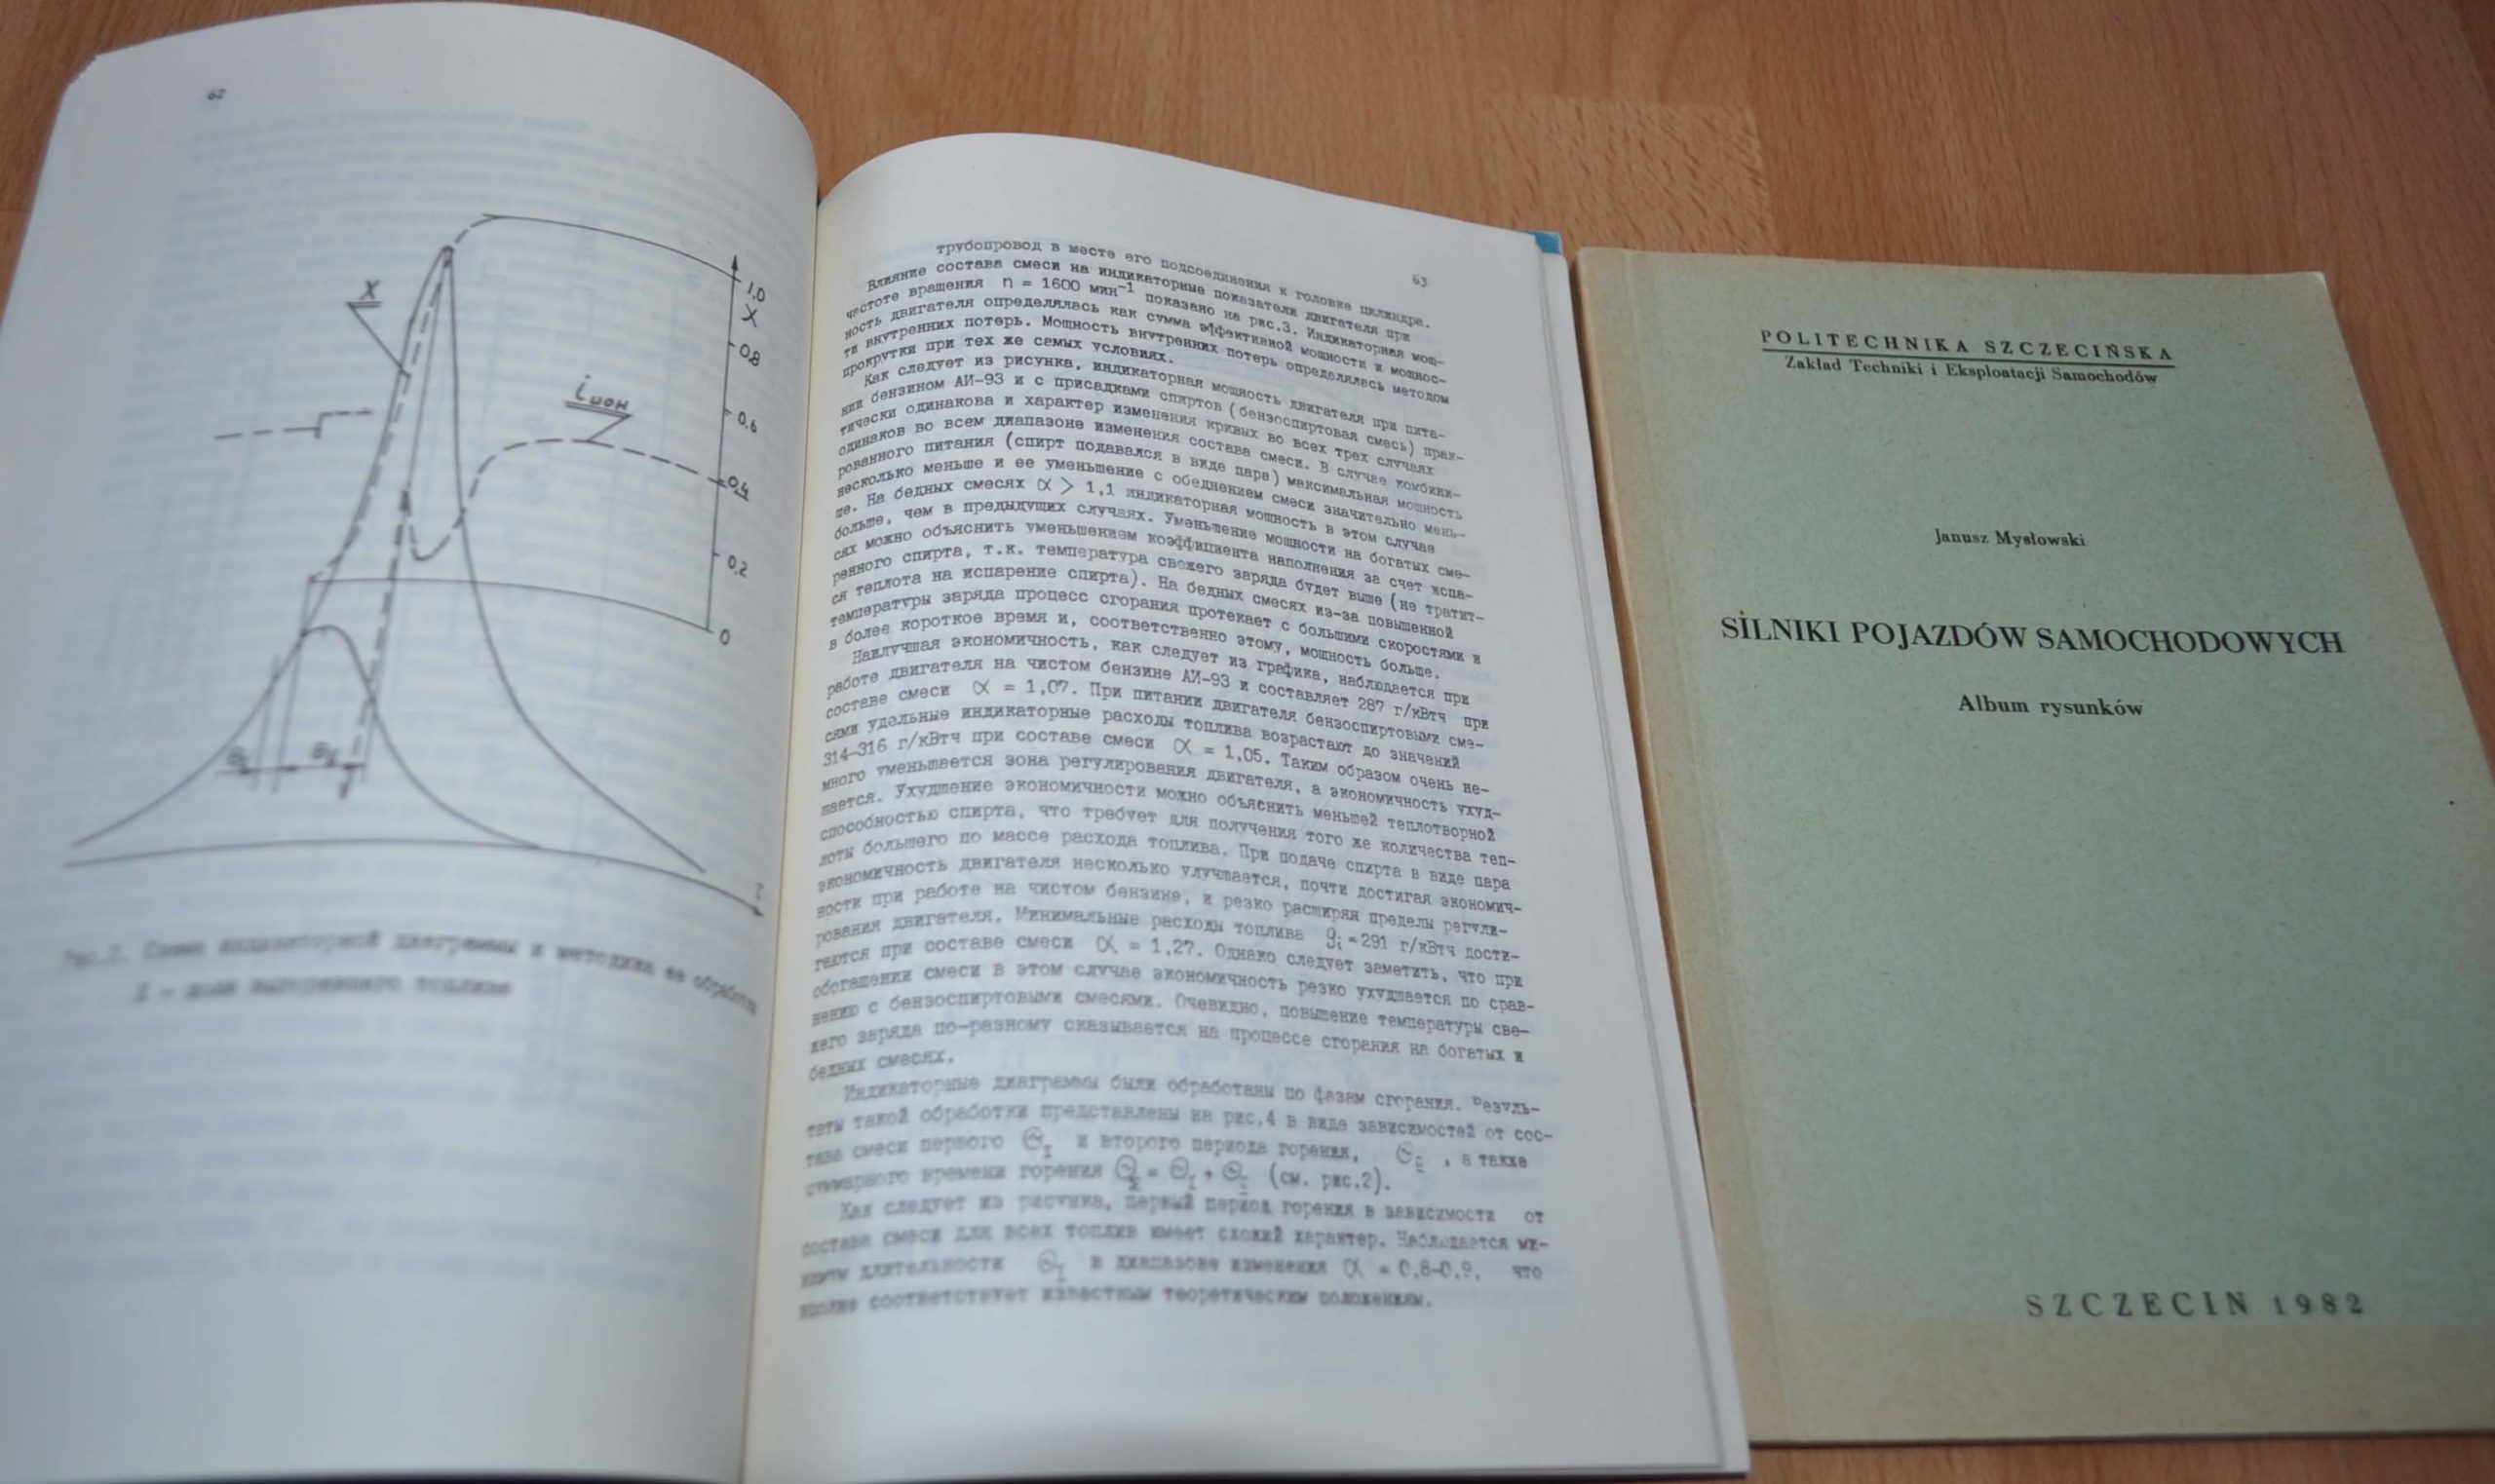 62
X
iион
1,0
X
0,8
0,6
0,4
0,2
0
τ
Рис.2. Схема индикаторной диаграммы и методика ее обработки
X – доля выгоревшего топлива
63
трубопровод в месте его подсоединения к головке цилиндра.
Влияние состава смеси на индикаторные показатели двигателя при
частоте вращения n = 1600 мин⁻¹ показано на рис.3. Индикаторная мощ-
ность двигателя определялась как сумма эффективной мощности и мощнос-
ти внутренних потерь. Мощность внутренних потерь определялась методом
прокрутки при тех же самых условиях.
Как следует из рисунка, индикаторная мощность двигателя при пита-
нии бензином АИ-93 и с присадками спиртов (бензоспиртовая смесь) прак-
тически одинакова и характер изменения кривых во всех трех случаях
одинаков во всем диапазоне изменения состава смеси. В случае комбини-
рованного питания (спирт подавался в виде пара) максимальная мощность
несколько меньше и ее уменьшение с обеднением смеси значительно мень-
ше. На бедных смесях α > 1,1 индикаторная мощность в этом случае
больше, чем в предыдущих случаях. Уменьшение мощности на богатых сме-
сях можно объяснить уменьшением коэффициента наполнения за счет испа-
ренного спирта, т.к. температура свежего заряда будет выше (не тратит-
ся теплота на испарение спирта). На бедных смесях из-за повышенной
температуры заряда процесс сгорания протекает с большими скоростями и
в более короткое время и, соответственно этому, мощность больше.
Наилучшая экономичность, как следует из графика, наблюдается при
работе двигателя на чистом бензине АИ-93 и составляет 287 г/кВтч при
составе смеси α = 1,07. При питании двигателя бензоспиртовыми сме-
сями удельные индикаторные расходы топлива возрастают до значений
314-316 г/кВтч при составе смеси α = 1,05. Таким образом очень не-
много уменьшается зона регулирования двигателя, а экономичность ухуд-
шается. Ухудшение экономичности можно объяснить меньшей теплотворной
способностью спирта, что требует для получения того же количества теп-
лоты большего по массе расхода топлива. При подаче спирта в виде пара
экономичность двигателя несколько улучшается, почти достигая экономич-
ности при работе на чистом бензине, и резко расширяя пределы регули-
рования двигателя. Минимальные расходы топлива gi = 291 г/кВтч дости-
гаются при составе смеси α = 1,27. Однако следует заметить, что при
обогащении смеси в этом случае экономичность резко ухудшается по срав-
нению с бензоспиртовыми смесями. Очевидно, повышение температуры све-
жего заряда по-разному сказывается на процессе сгорания на богатых и
бедных смесях.
Индикаторные диаграммы были обработаны по фазам сгорания. Резуль-
таты такой обработки представлены на рис.4 в виде зависимостей от сос-
тава смеси первого Θ_I и второго периода горения, Θ_II , а также
суммарного времени горения Θ_Σ = Θ_I + Θ_II (см. рис.2).
Как следует из рисунка, первый период горения в зависимости от
состава смеси для всех топлив имеет схожий характер. Наблюдается ми-
нимум длительности Θ_I в диапазоне изменения α = 0,8-0,9, что
вполне соответствует известным теоретическим положениям.
POLITECHNIKA SZCZECIŃSKA
Zakład Techniki i Eksploatacji Samochodów
Janusz Mysłowski
SILNIKI POJAZDÓW SAMOCHODOWYCH
Album rysunków
SZCZECIN 1982